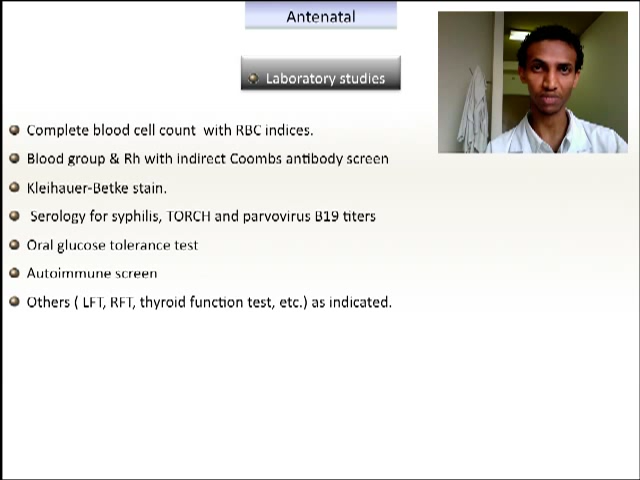 Antenatal
Laboratory studies
Complete blood cell count with RBC indices.
Blood group & Rh with indirect Coombs antibody screen
Kleihauer-Betke stain.
Serology for syphilis, TORCH and parvovirus B19 titers
Oral glucose tolerance test
Autoimmune screen
Others ( LFT, RFT, thyroid function test, etc.) as indicated.